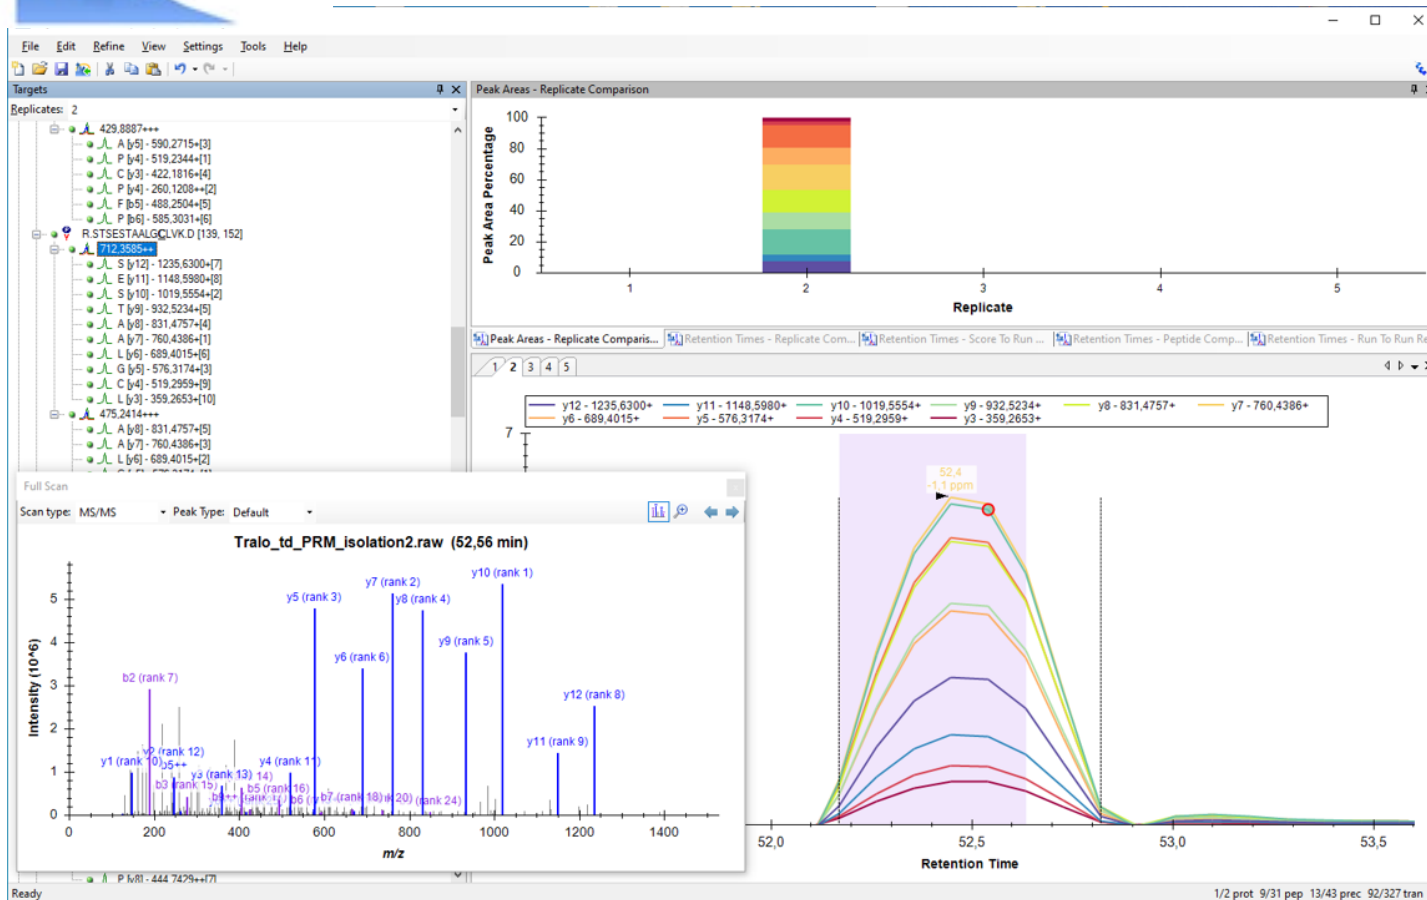 File Edit Refine View Settings Tools Help
Targets
Replicates: 2
429,8887+++
A [y5] - 590,2715+[3]
P [y4] - 519,2344+[1]
C [y3] - 422,1816+[4]
P [y4] - 260,1208++[2]
F [b5] - 488,2504+[5]
P [b6] - 585,3031+[6]
R.STSESTAALGCLVK.D [139, 152]
712,3585++
S [y12] - 1235,6300+[7]
E [y11] - 1148,5980+[8]
S [y10] - 1019,5554+[2]
T [y9] - 932,5234+[5]
A [y8] - 831,4757+[4]
A [y7] - 760,4386+[1]
L [y6] - 689,4015+[6]
G [y5] - 576,3174+[3]
C [y4] - 519,2959+[9]
L [y3] - 359,2653+[10]
475,2414+++
A [y8] - 831,4757+[5]
A [y7] - 760,4386+[3]
L [y6] - 689,4015+[2]
P [y8] - 444,7429++[7]
Peak Areas - Replicate Comparison
Peak Area Percentage
100
80
60
40
20
0
1 2 3 4 5
Replicate
Peak Areas - Replicate Comparis... Retention Times - Replicate Com... Retention Times - Score To Run ... Retention Times - Peptide Comp... Retention Times - Run To Run Re
1 2 3 4 5
y12 - 1235,6300+ y11 - 1148,5980+ y10 - 1019,5554+ y9 - 932,5234+ y8 - 831,4757+ y7 - 760,4386+
y6 - 689,4015+ y5 - 576,3174+ y4 - 519,2959+ y3 - 359,2653+
7
52,4
-1,1 ppm
52,0 52,5 53,0 53,5
Retention Time
Full Scan
Scan type: MS/MS Peak Type: Default
Tralo_td_PRM_isolation2.raw (52,56 min)
Intensity (10^6)
5
4
3
2
1
0
y10 (rank 1)
y7 (rank 2)
y5 (rank 3)
y8 (rank 4)
y9 (rank 5)
y6 (rank 6)
b2 (rank 7)
y12 (rank 8)
y11 (rank 9)
y1 (rank 10)
y4 (rank 11)
y2 (rank 12)
b5++
y3 (rank 13)
14)
b3 (rank 15)
b5 (rank 16)
b9++
b6
b7 (rank 18)
20)
(rank 24)
0 200 400 600 800 1000 1200 1400
m/z
Ready
1/2 prot 9/31 pep 13/43 prec 92/327 tran